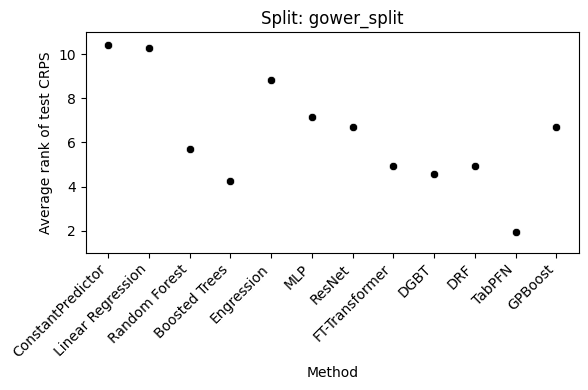 Split: gower_split
Average rank of test CRPS
10
8
6
4
2
ConstantPredictor
Linear Regression
Random Forest
Boosted Trees
Engression
MLP
ResNet
FT-Transformer
DGBT
DRF
TabPFN
GPBoost
Method